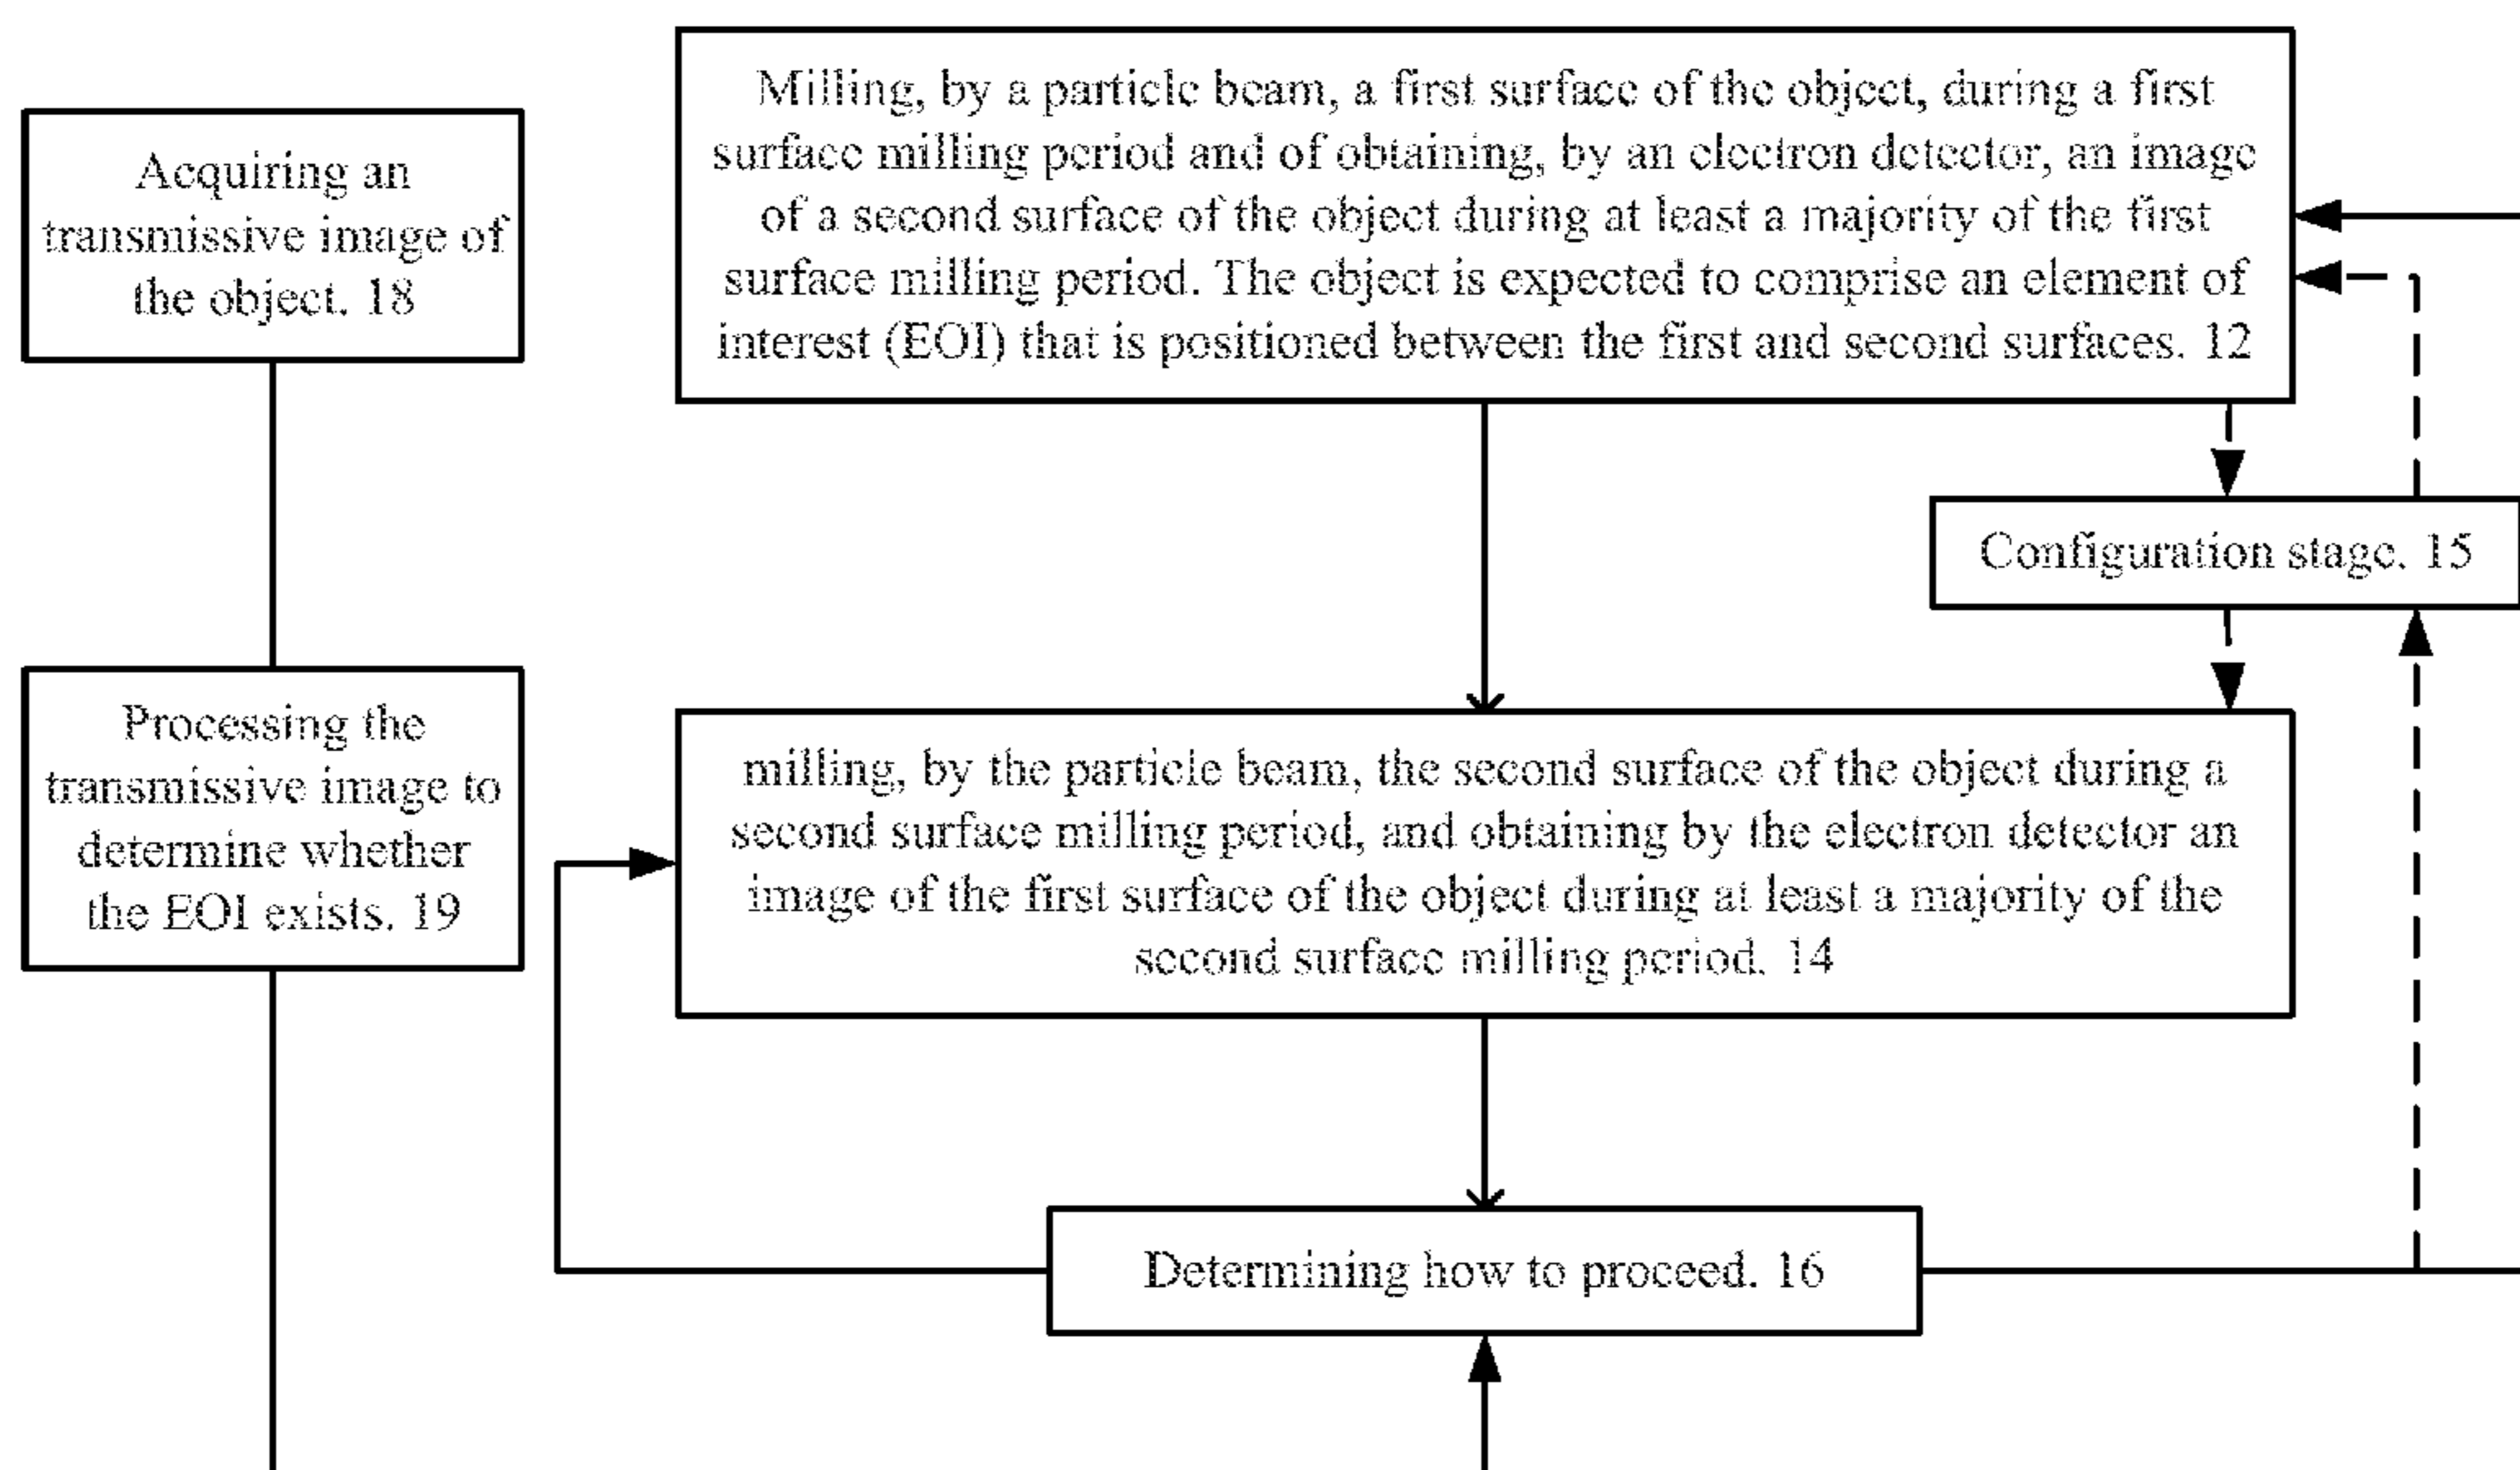 Acquiring an
transmissive image of
the object. 18
Milling, by a particle beam, a first surface of the object, during a first
surface milling period and of obtaining, by an electron detector, an image
of a second surface of the object during at least a majority of the first
surface milling period. The object is expected to comprise an element of
interest (EOI) that is positioned between the first and second surfaces. 12
Configuration stage. 15
Processing the
transmissive image to
determine whether
the EOI exists. 19
milling, by the particle beam, the second surface of the object during a
second surface milling period, and obtaining by the electron detector an
image of the first surface of the object during at least a majority of the
second surface milling period. 14
Determining how to proceed. 16